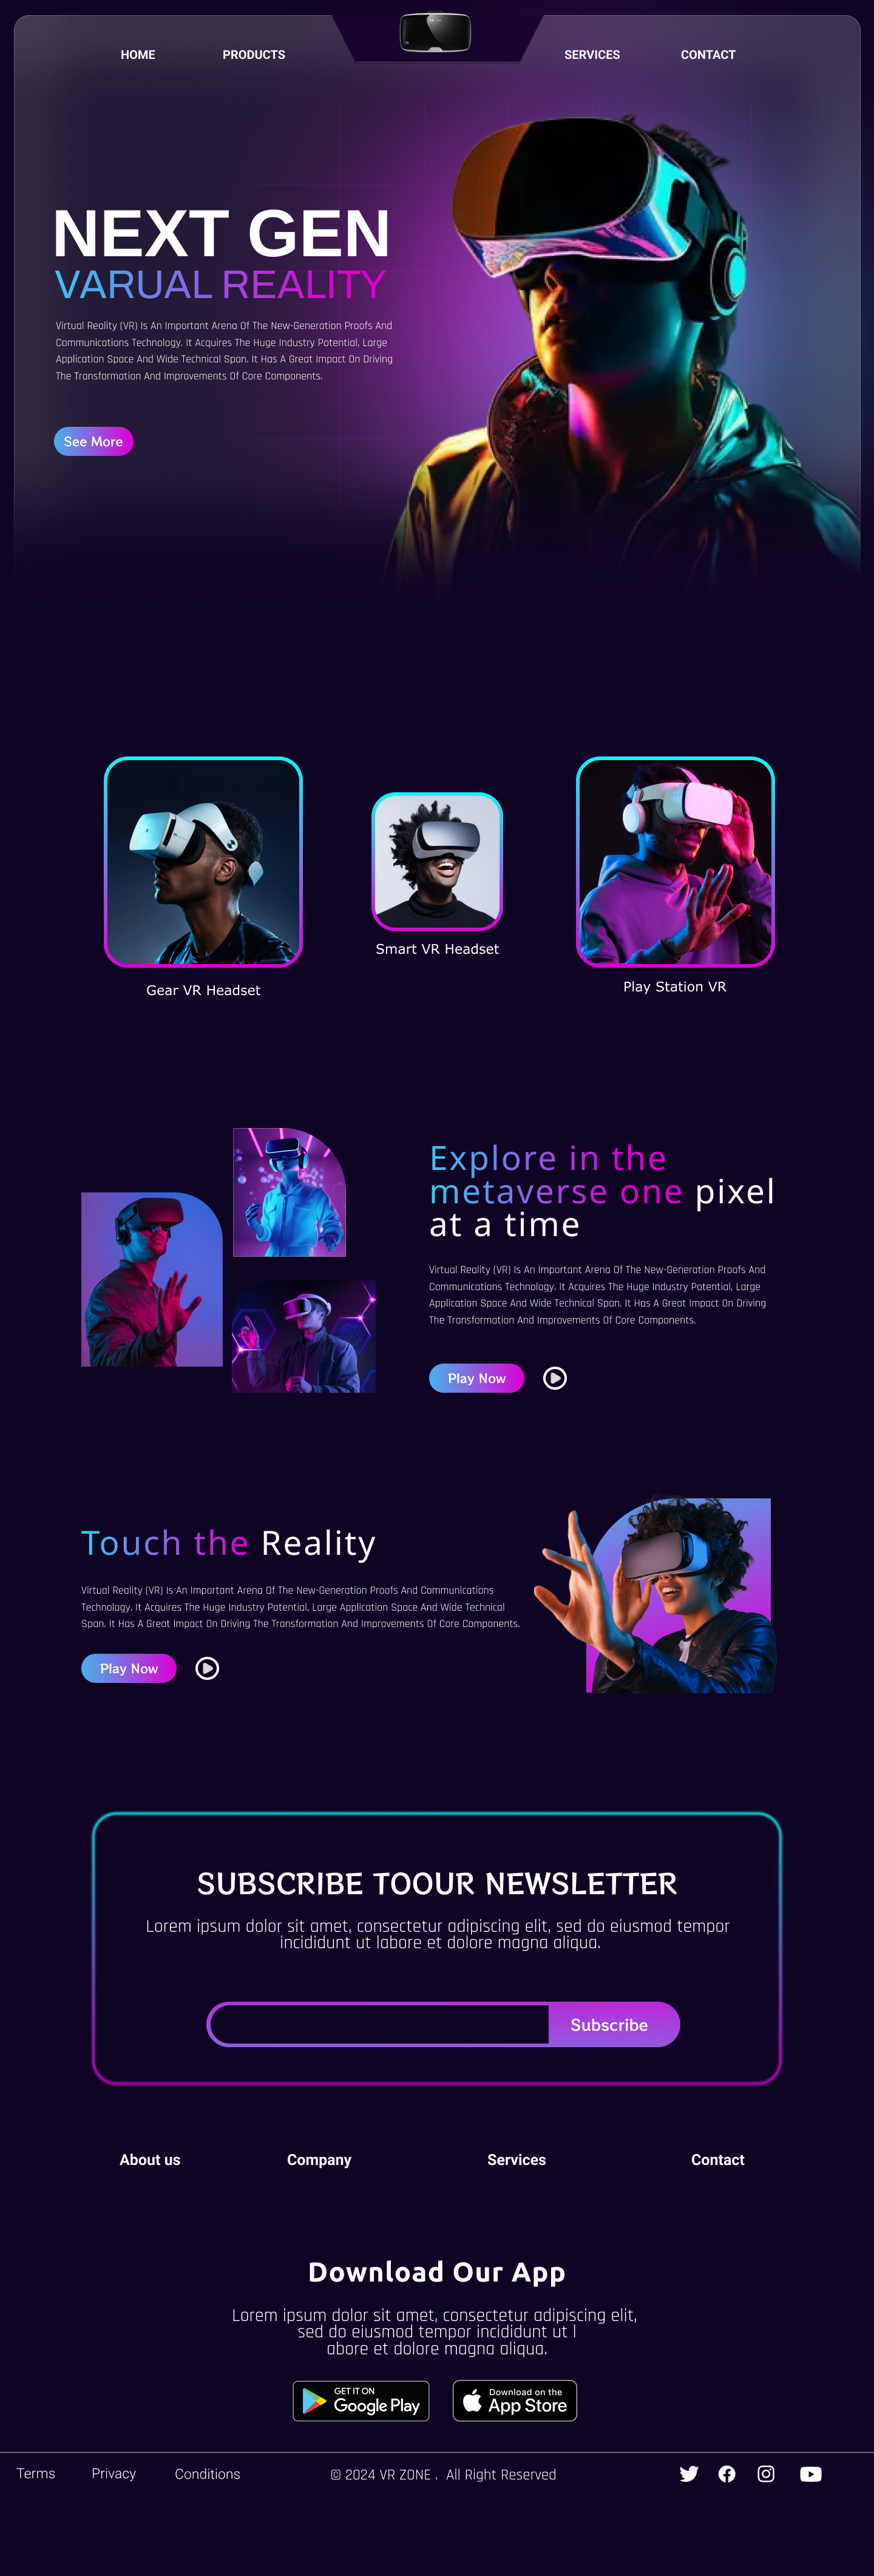 HOME
PRODUCTS
SERVICES
CONTACT
NEXT GEN
VARUAL REALITY
Virtual Reality (VR) Is An Important Arena Of The New-Generation Proofs And
Communications Technology. It Acquires The Huge Industry Potential, Large
Application Space And Wide Technical Span. It Has A Great Impact On Driving
The Transformation And Improvements Of Core Components.
See More
Gear VR Headset
Smart VR Headset
Play Station VR
Explore in the
metaverse one pixel
at a time
Virtual Reality (VR) Is An Important Arena Of The New-Generation Proofs And
Communications Technology. It Acquires The Huge Industry Potential, Large
Application Space And Wide Technical Span. It Has A Great Impact On Driving
The Transformation And Improvements Of Core Components.
Play Now
Touch the Reality
Virtual Reality (VR) Is An Important Arena Of The New-Generation Proofs And Communications
Technology. It Acquires The Huge Industry Potential, Large Application Space And Wide Technical
Span. It Has A Great Impact On Driving The Transformation And Improvements Of Core Components.
Play Now
SUBSCRIBE TOOUR NEWSLETTER
Lorem ipsum dolor sit amet, consectetur adipiscing elit, sed do eiusmod tempor
incididunt ut labore et dolore magna aliqua.
Subscribe
About us
Company
Services
Contact
Download Our App
Lorem ipsum dolor sit amet, consectetur adipiscing elit,
sed do eiusmod tempor incididunt ut l
abore et dolore magna aliqua.
GET IT ON
Google Play
Download on the
App Store
Terms
Privacy
Conditions
© 2024 VR ZONE . All Right Reserved